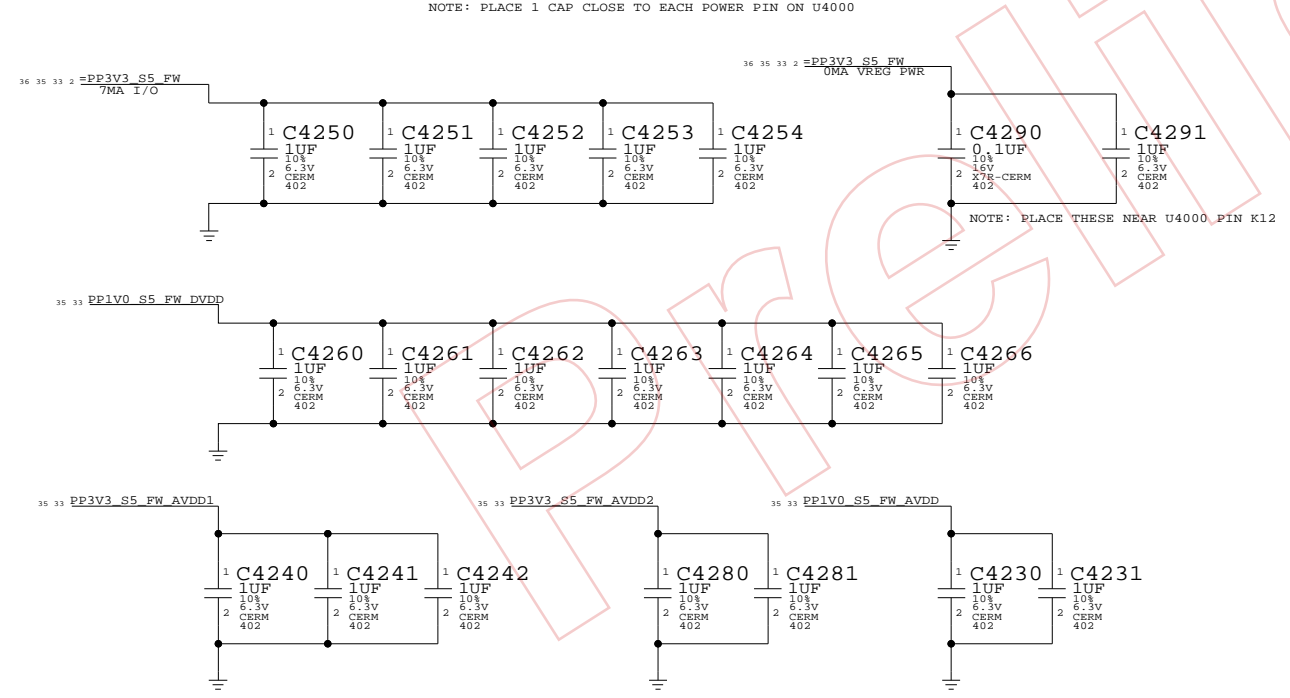 NOTE: PLACE 1 CAP CLOSE TO EACH POWER PIN ON U4000
36 35 33 2 =PP3V3_S5_FW
7MA I/O
1 C4250
1UF
10%
6.3V
2 CERM
402
1 C4251
1UF
10%
6.3V
2 CERM
402
1 C4252
1UF
10%
6.3V
2 CERM
402
1 C4253
1UF
10%
6.3V
2 CERM
402
1 C4254
1UF
10%
6.3V
2 CERM
402
36 35 33 2 =PP3V3_S5_FW
0MA VREG PWR
1 C4290
0.1UF
10%
16V
2 X7R-CERM
402
1 C4291
1UF
10%
6.3V
2 CERM
402
NOTE: PLACE THESE NEAR U4000 PIN K12
35 33 PP1V0_S5_FW_DVDD
1 C4260
1UF
10%
6.3V
2 CERM
402
1 C4261
1UF
10%
6.3V
2 CERM
402
1 C4262
1UF
10%
6.3V
2 CERM
402
1 C4263
1UF
10%
6.3V
2 CERM
402
1 C4264
1UF
10%
6.3V
2 CERM
402
1 C4265
1UF
10%
6.3V
2 CERM
402
1 C4266
1UF
10%
6.3V
2 CERM
402
35 33 PP3V3_S5_FW_AVDD1
1 C4240
1UF
10%
6.3V
2 CERM
402
1 C4241
1UF
10%
6.3V
2 CERM
402
1 C4242
1UF
10%
6.3V
2 CERM
402
35 33 PP3V3_S5_FW_AVDD2
1 C4280
1UF
10%
6.3V
2 CERM
402
1 C4281
1UF
10%
6.3V
2 CERM
402
35 33 PP1V0_S5_FW_AVDD
1 C4230
1UF
10%
6.3V
2 CERM
402
1 C4231
1UF
10%
6.3V
2 CERM
402
Preli